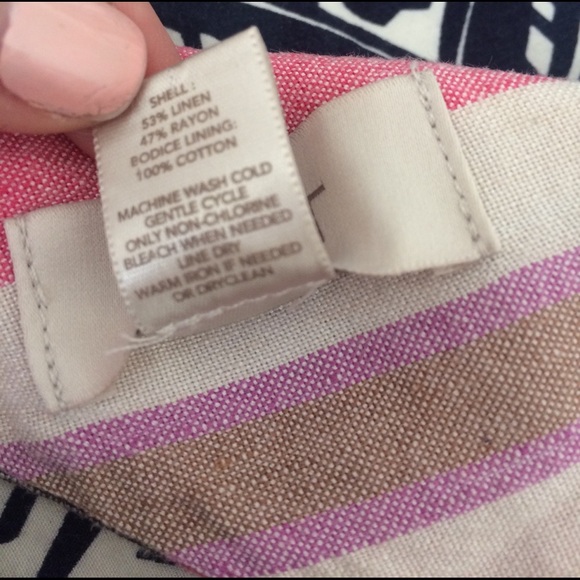 SHELL :
53% LINEN
47% RAYON
BODICE LINING:
100% COTTON
MACHINE WASH COLD
GENTLE CYCLE
ONLY NON-CHLORINE
BLEACH WHEN NEEDED
LINE DRY
WARM IRON IF NEEDED
OR DRYCLEAN